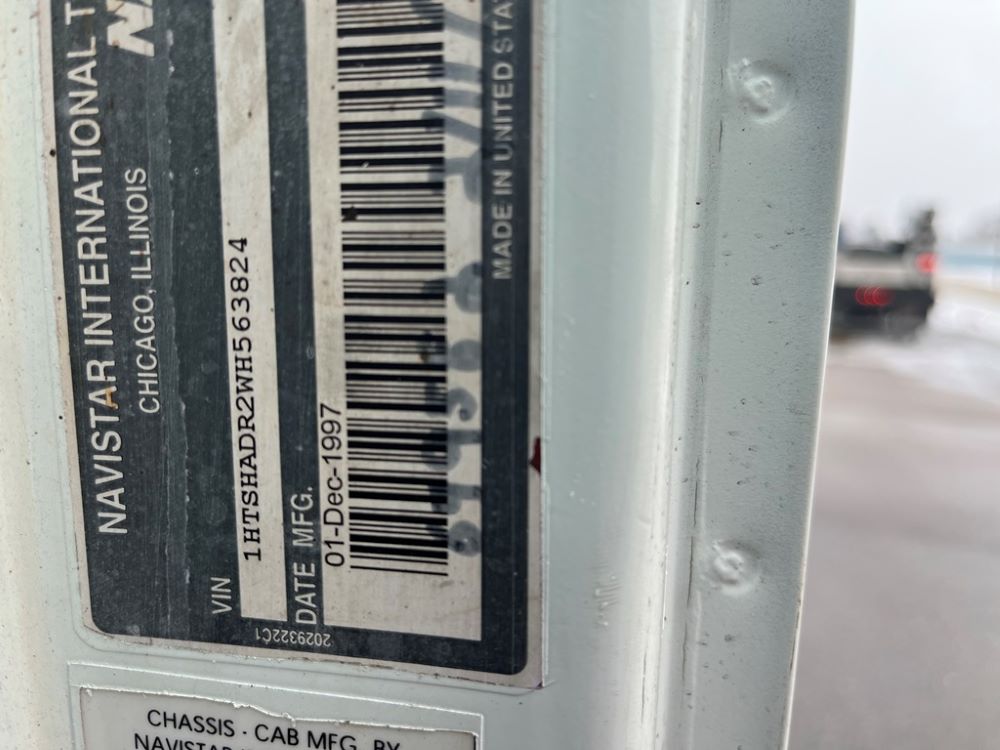 NAVISTAR INTERNATIONAL T
CHICAGO, ILLINOIS
VIN
1HTSHADR2WH563824
DATE MFG.
01-Dec-1997
MADE IN UNITED STA
2029322C1
CHASSIS - CAB MFG. BY
NAVISTAR